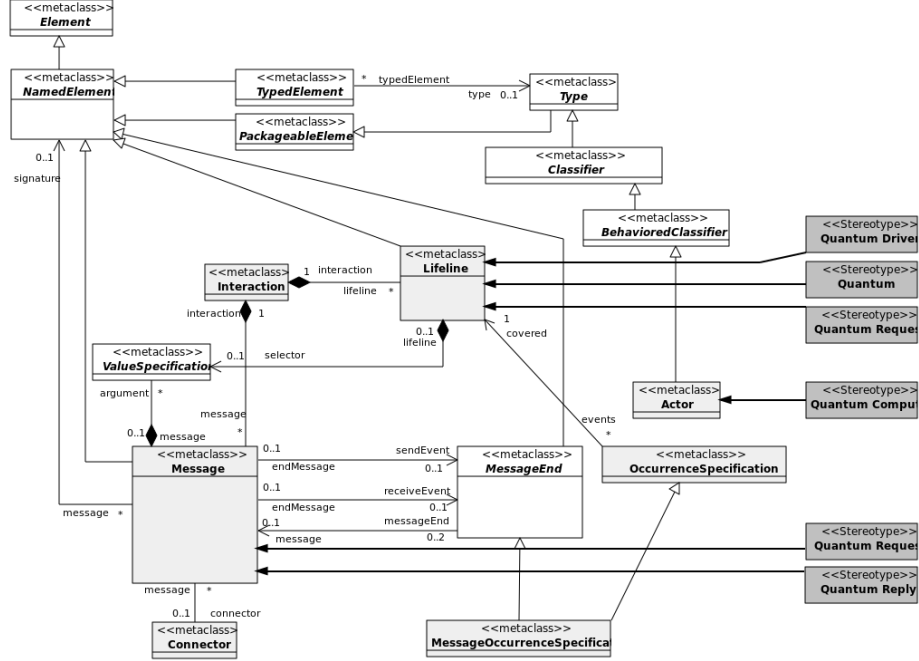 <<metaclass>>
Element
<<metaclass>>
NamedElement
<<metaclass>>
TypedElement
* typedElement
type 0..1
<<metaclass>>
Type
<<metaclass>>
PackageableEleme
0..1
signature
<<metaclass>>
Classifier
<<metaclass>>
BehavioredClassifier
<<Stereotype>>
Quantum Driver
<<metaclass>
Lifeline
<<metaclass>
Interaction
1 interaction
lifeline *
<<Stereotype>>
Quantum
interaction 1
<<Stereotype>>
Quantum Reques
0..1
lifeline
1
covered
<<metaclass>>
ValueSpecification
0..1 selector
argument *
<<metaclass>
Actor
<<Stereotype>>
Quantum Comput
message
*
events
*
0..1 message
<<metaclass>>
Message
0..1 sendEvent
endMessage 0..1
<<metaclass>>
MessageEnd
<<metaclass>>
OccurrenceSpecification
0..1 receiveEvent
endMessage 0..1
message *
0..1 messageEnd
message 0..2
<<Stereotype>>
Quantum Reques
<<Stereotype>>
Quantum Reply
message *
0..1 connector
<<metaclass>
Connector
<<metaclass>>
MessageOccurrenceSpecificat